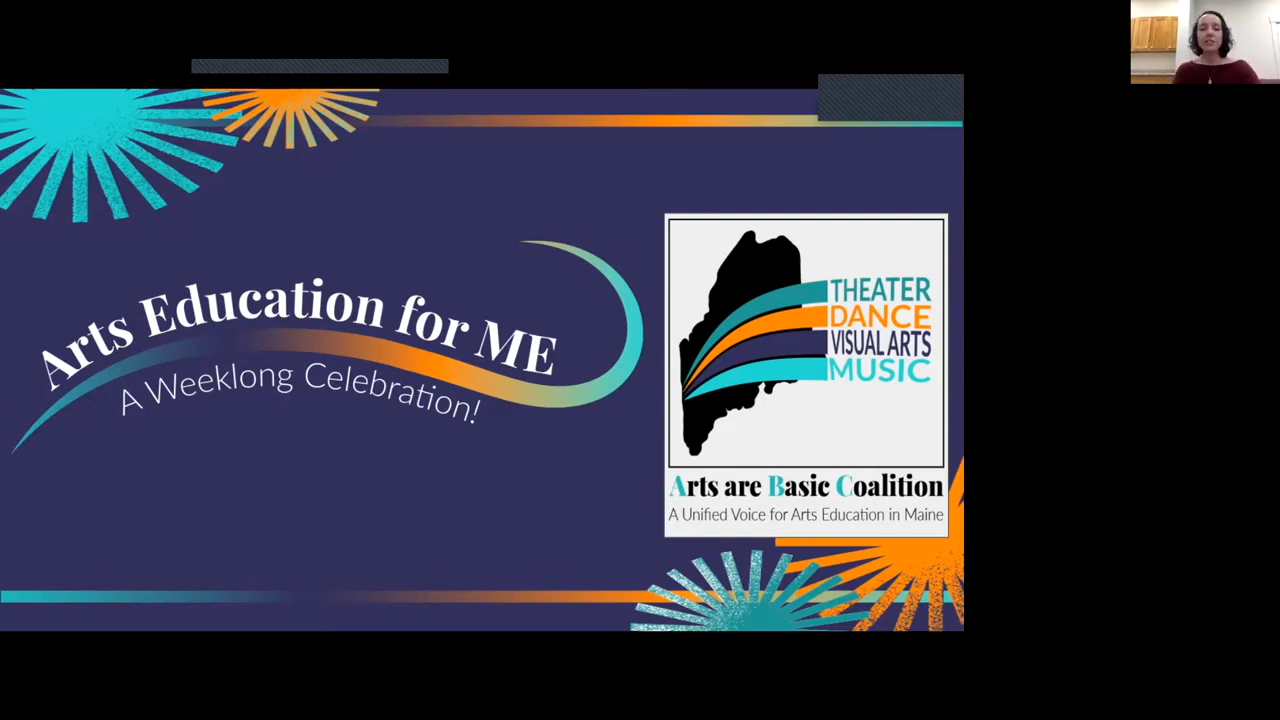 Arts Education for ME
A Weeklong Celebration!
THEATER
DANCE
VISUAL ARTS
MUSIC
Arts are Basic Coalition
A Unified Voice for Arts Education in Maine